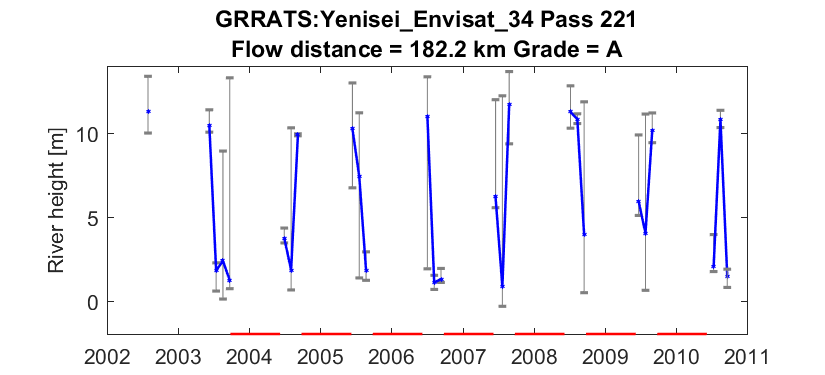 GRRATS:Yenisei_Envisat_34 Pass 221
Flow distance = 182.2 km Grade = A
River height [m]
10
5
0
2002 2003 2004 2005 2006 2007 2008 2009 2010 2011